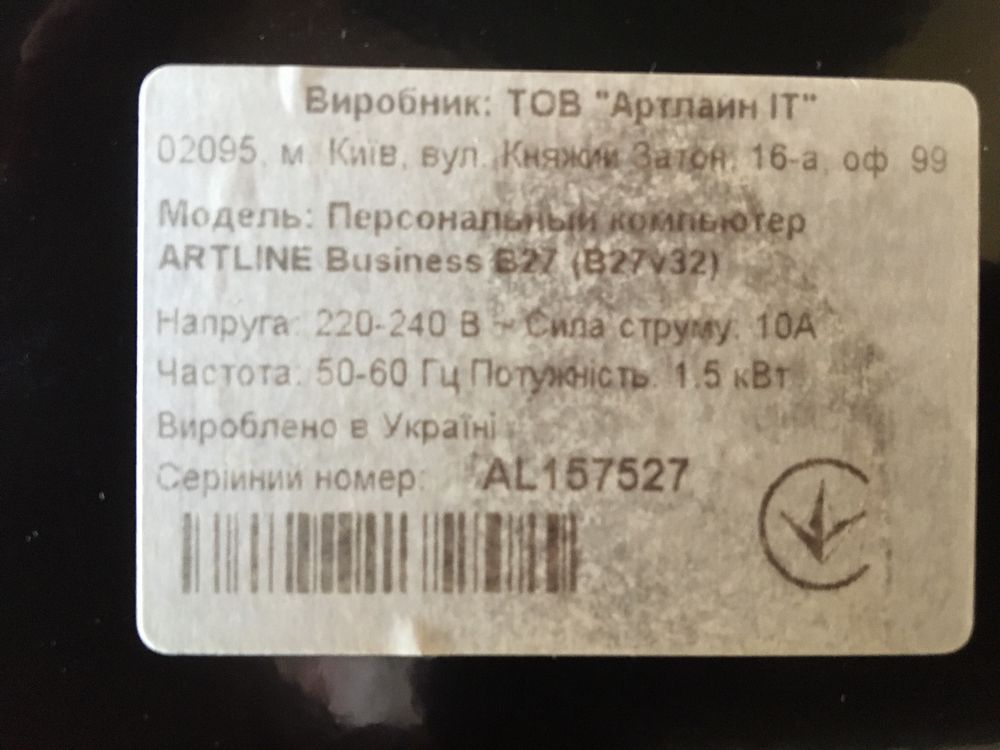 Виробник: ТОВ "Артлайн ІТ"
02095, м. Київ, вул. Княжий Затон, 16-а, оф. 99
Модель: Персональный компьютер
ARTLINE Business B27 (B27v32)
Напруга: 220-240 В ~ Сила струму: 10А
Частота: 50-60 Гц Потужність: 1.5 кВт
Вироблено в Україні
Серійний номер: AL157527